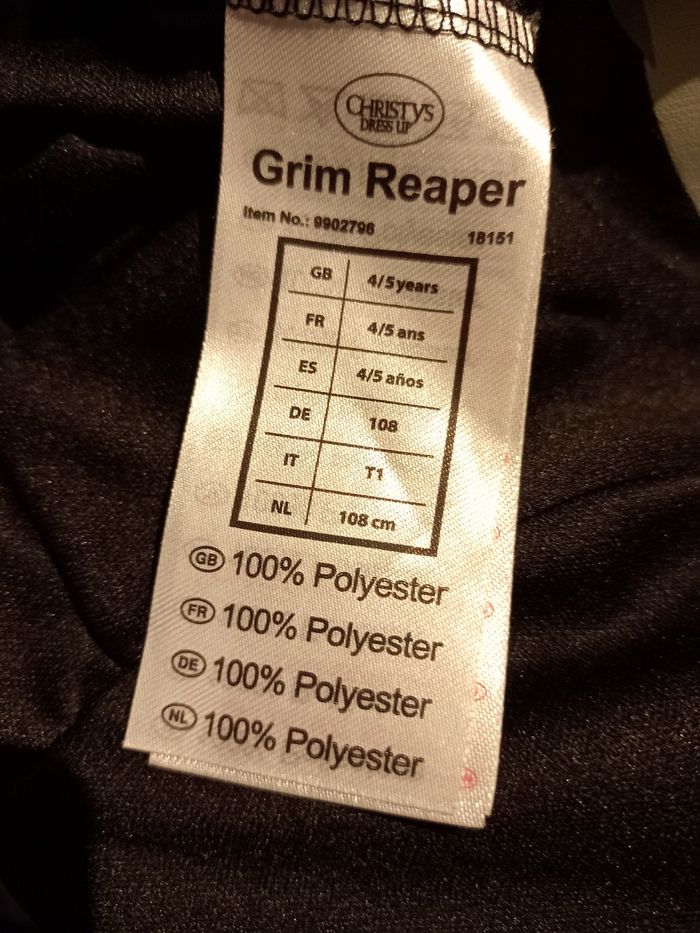 CHRISTYS
DRESS UP
Grim Reaper
Item No.: 9902796
18151
GB 4/5 years
FR 4/5 ans
ES 4/5 años
DE 108
IT T1
NL 108 cm
GB 100% Polyester
FR 100% Polyester
DE 100% Polyester
NL 100% Polyester